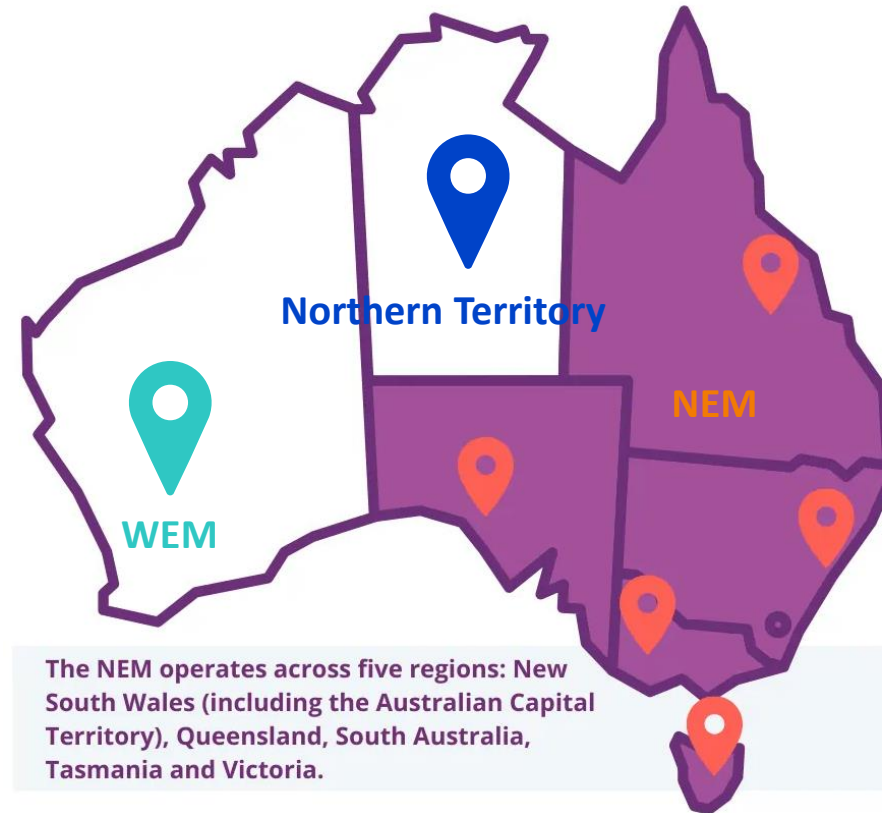 Northern Territory
NEM
WEM
The NEM operates across five regions: New
South Wales (including the Australian Capital
Territory), Queensland, South Australia,
Tasmania and Victoria.